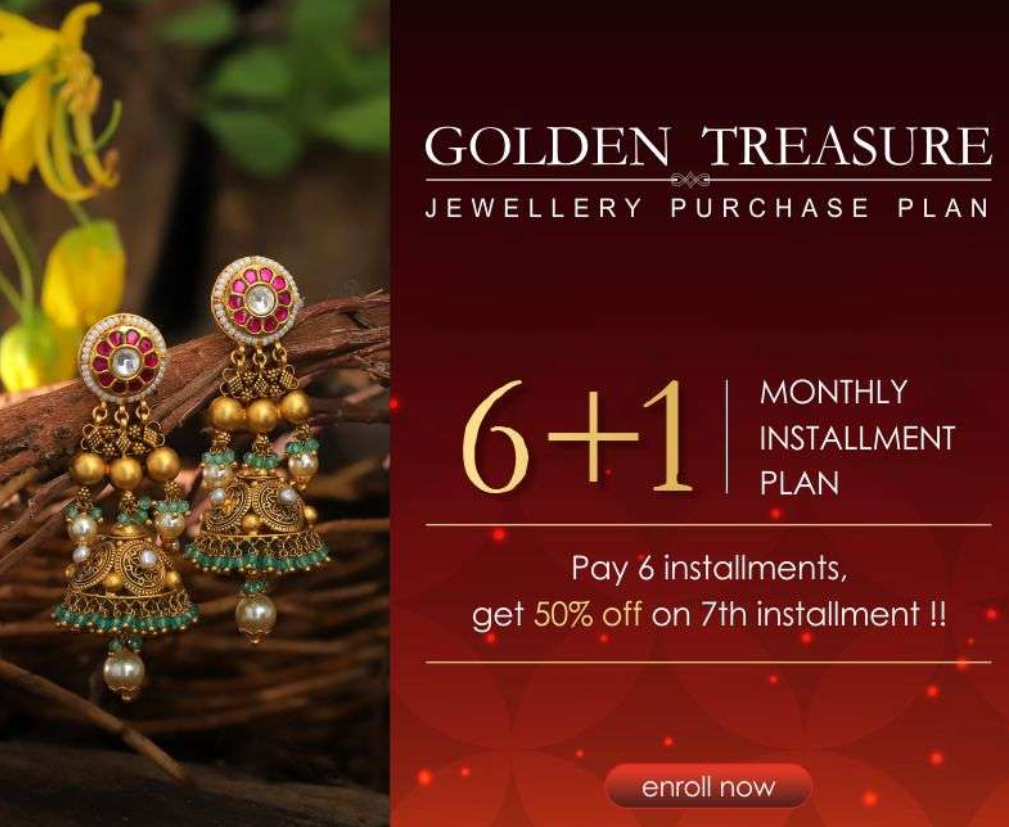 GOLDEN TREASURE
JEWELLERY PURCHASE PLAN
6+1
MONTHLY
INSTALLMENT
PLAN
Pay 6 installments,
get 50% off on 7th installment !!
enroll now